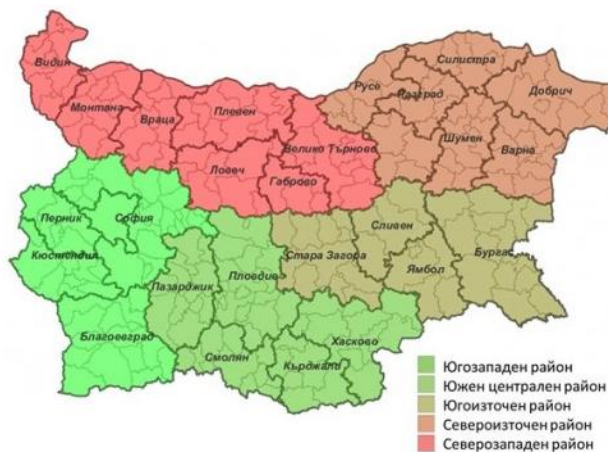 Видин
Монтана
Враца
Плевен
Ловеч
Велико Търново
Габрово
Русе
Силистра
Разград
Добрич
Шумен
Варна
Перник
София
Кюстендил
Благоевград
Пазарджик
Пловдив
Смолян
Кърджали
Хасково
Стара Загора
Сливен
Ямбол
Бургас
Югозападен район
Южен централен район
Югоизточен район
Североизточен район
Северозападен район